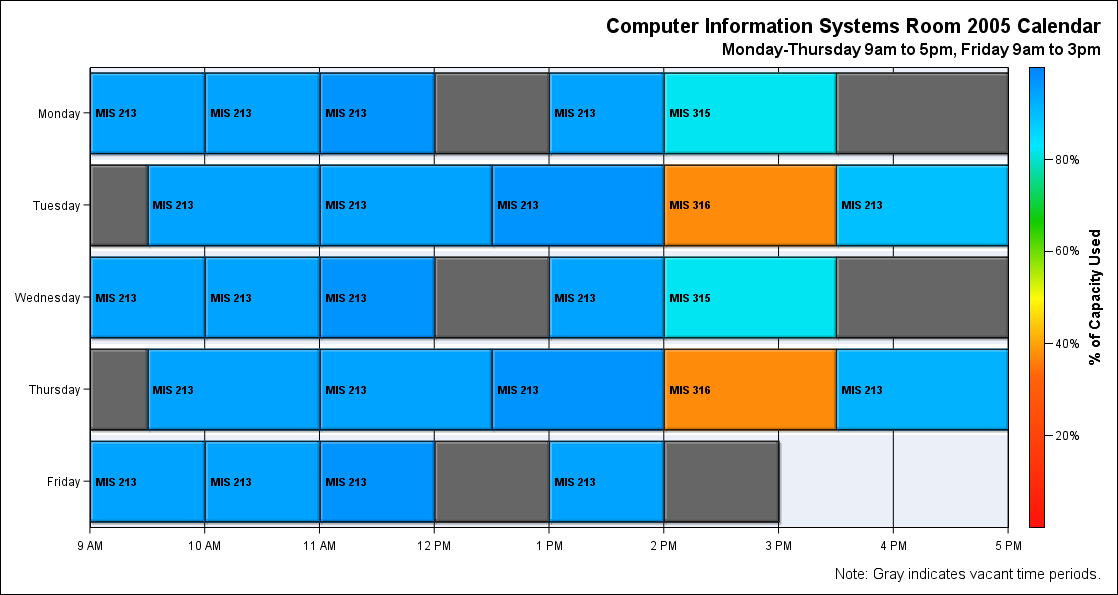 Computer Information Systems Room 2005 Calendar
Monday-Thursday 9am to 5pm, Friday 9am to 3pm
Monday
MIS 213
MIS 213
MIS 213
MIS 213
MIS 315
Tuesday
MIS 213
MIS 213
MIS 213
MIS 316
MIS 213
Wednesday
MIS 213
MIS 213
MIS 213
MIS 213
MIS 315
Thursday
MIS 213
MIS 213
MIS 213
MIS 316
MIS 213
Friday
MIS 213
MIS 213
MIS 213
MIS 213
9 AM
10 AM
11 AM
12 PM
1 PM
2 PM
3 PM
4 PM
5 PM
80%
60%
40%
20%
% of Capacity Used
Note: Gray indicates vacant time periods.